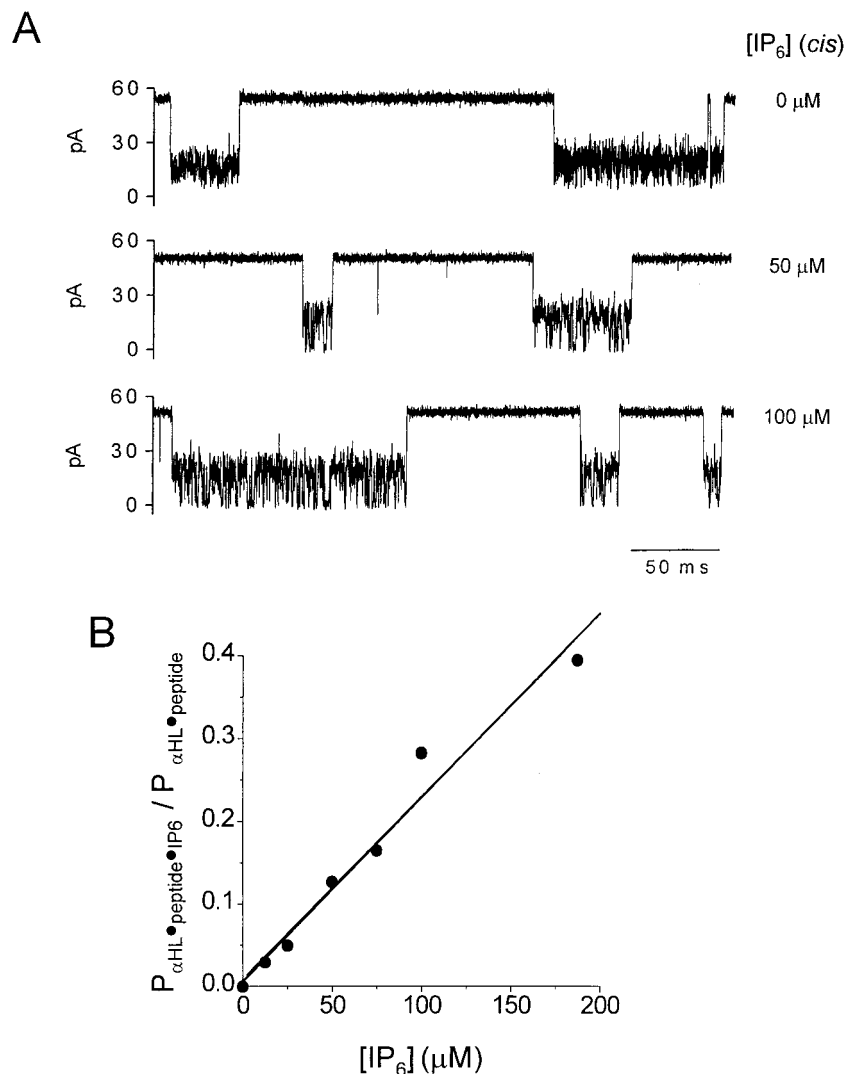 A
[IP6] (cis)
60
30
0
pA
0 μM
60
30
0
pA
50 μM
60
30
0
pA
100 μM
50 ms
B
PαHL●peptide●IP6 / PαHL●peptide
0.4
0.3
0.2
0.1
0.0
0 50 100 150 200
[IP6] (μM)